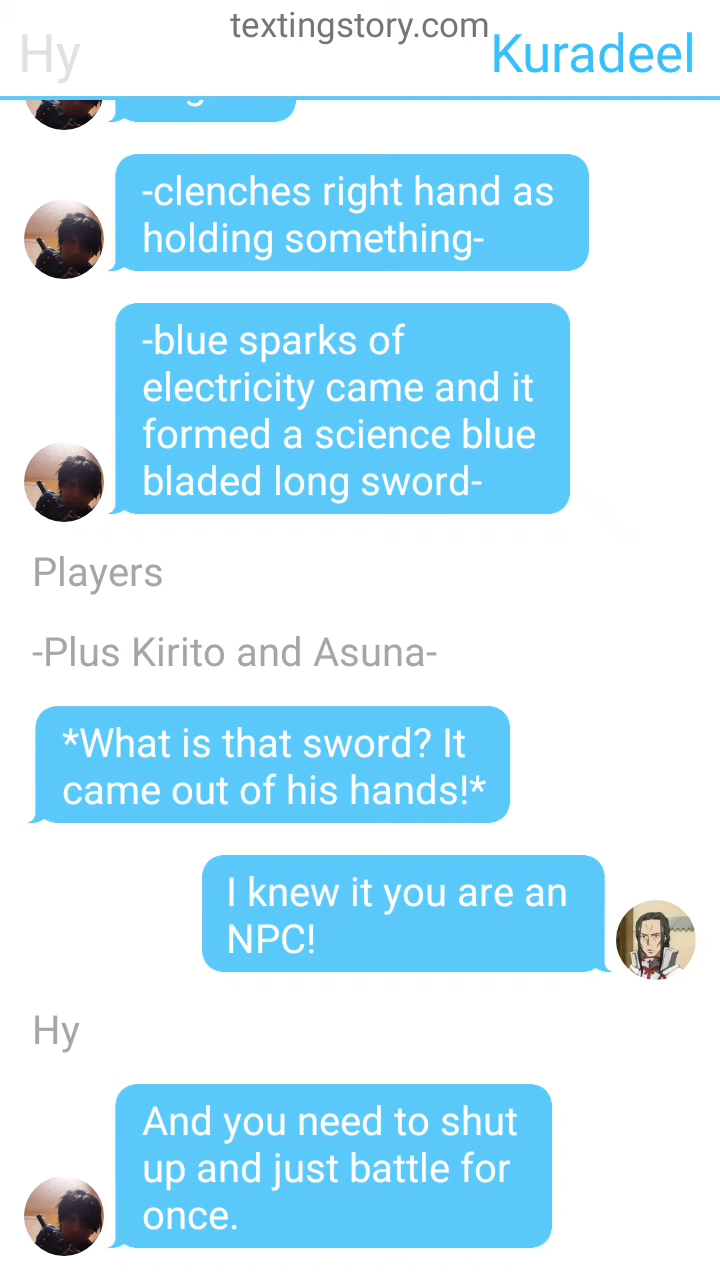 textingstory.com
Hy
Kuradeel
-clenches right hand as
holding something-
-blue sparks of
electricity came and it
formed a science blue
bladed long sword-
Players
-Plus Kirito and Asuna-
*What is that sword? It
came out of his hands!*
I knew it you are an
NPC!
Hy
And you need to shut
up and just battle for
once.